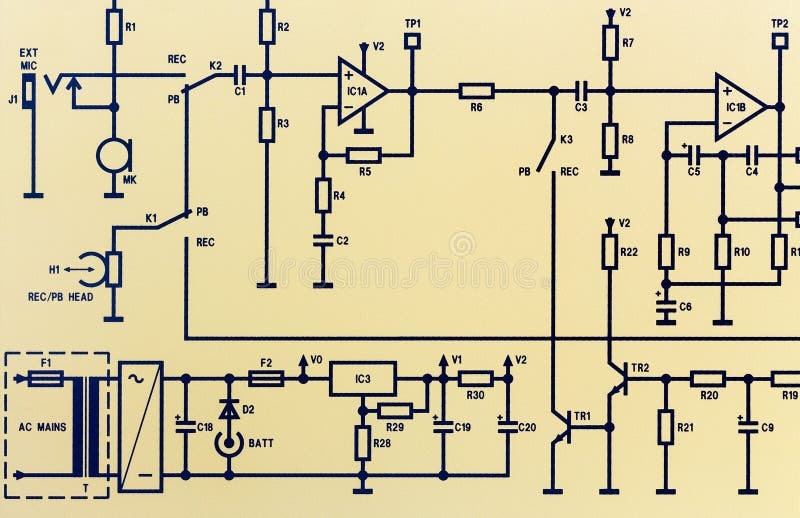 R1
R2
V2
TP1
V2
R7
TP2
EXT
MIC
REC
K2
C1
IC1A
R6
C3
IC1B
J1
PB
R3
K3
R8
MK
R5
C5
C4
R4
PB
REC
K1
PB
V2
C2
REC
R22
R9
R10
R1
H1
REC/PB HEAD
C6
F1
F2
V0
V1
V2
TR2
IC3
R30
R20
R19
AC MAINS
D2
R29
TR1
C18
BATT
R28
C19
C20
R21
C9
T
dreamstime